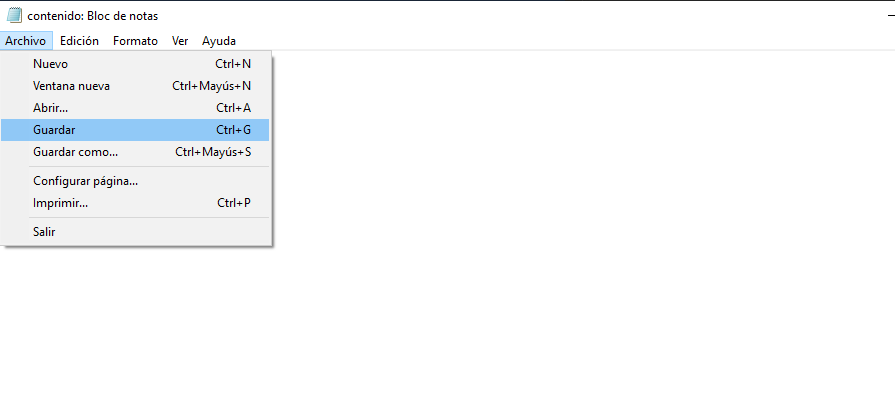 contenido: Bloc de notas
Archivo Edición Formato Ver Ayuda
Nuevo Ctrl+N
Ventana nueva Ctrl+Mayús+N
Abrir... Ctrl+A
Guardar Ctrl+G
Guardar como... Ctrl+Mayús+S
Configurar página...
Imprimir... Ctrl+P
Salir